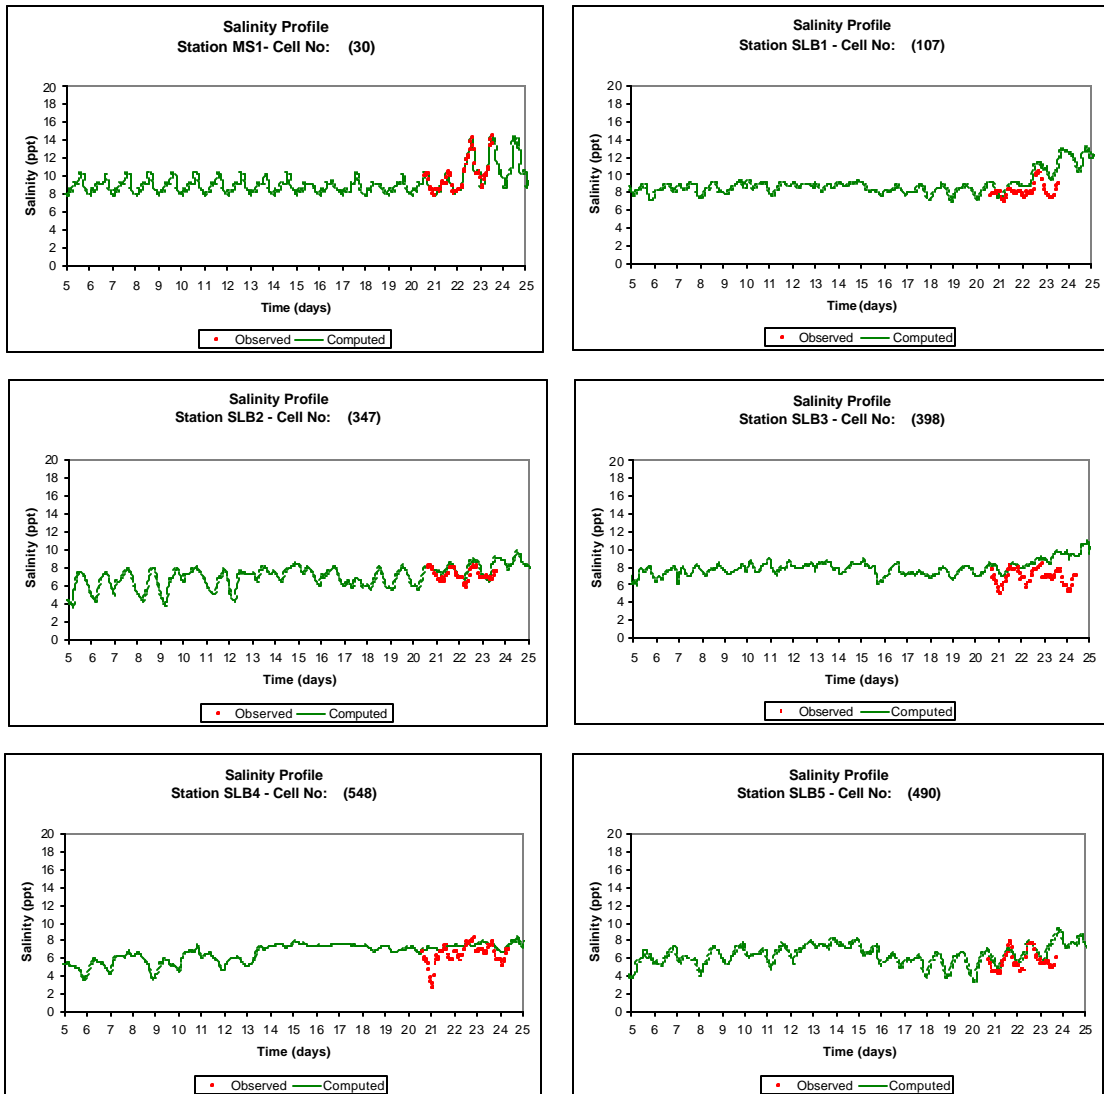 Salinity Profile
Station MS1- Cell No: (30)
20
18
16
14
12
10
8
6
4
2
0
Salinity (ppt)
5 6 7 8 9 10 11 12 13 14 15 16 17 18 19 20 21 22 23 24 25
Time (days)
Observed Computed
Salinity Profile
Station SLB1 - Cell No: (107)
20
18
16
14
12
10
8
6
4
2
0
Salinity (ppt)
5 6 7 8 9 10 11 12 13 14 15 16 17 18 19 20 21 22 23 24 25
Time (days)
Observed Computed
Salinity Profile
Station SLB2 - Cell No: (347)
20
18
16
14
12
10
8
6
4
2
0
Salinity (ppt)
5 6 7 8 9 10 11 12 13 14 15 16 17 18 19 20 21 22 23 24 25
Time (days)
Observed Computed
Salinity Profile
Station SLB3 - Cell No: (398)
20
18
16
14
12
10
8
6
4
2
0
Salinity (ppt)
5 6 7 8 9 10 11 12 13 14 15 16 17 18 19 20 21 22 23 24 25
Time (days)
Observed Computed
Salinity Profile
Station SLB4 - Cell No: (548)
20
18
16
14
12
10
8
6
4
2
0
Salinity (ppt)
5 6 7 8 9 10 11 12 13 14 15 16 17 18 19 20 21 22 23 24 25
Time (days)
Observed Computed
Salinity Profile
Station SLB5 - Cell No: (490)
20
18
16
14
12
10
8
6
4
2
0
Salinity (ppt)
5 6 7 8 9 10 11 12 13 14 15 16 17 18 19 20 21 22 23 24 25
Time (days)
Observed Computed